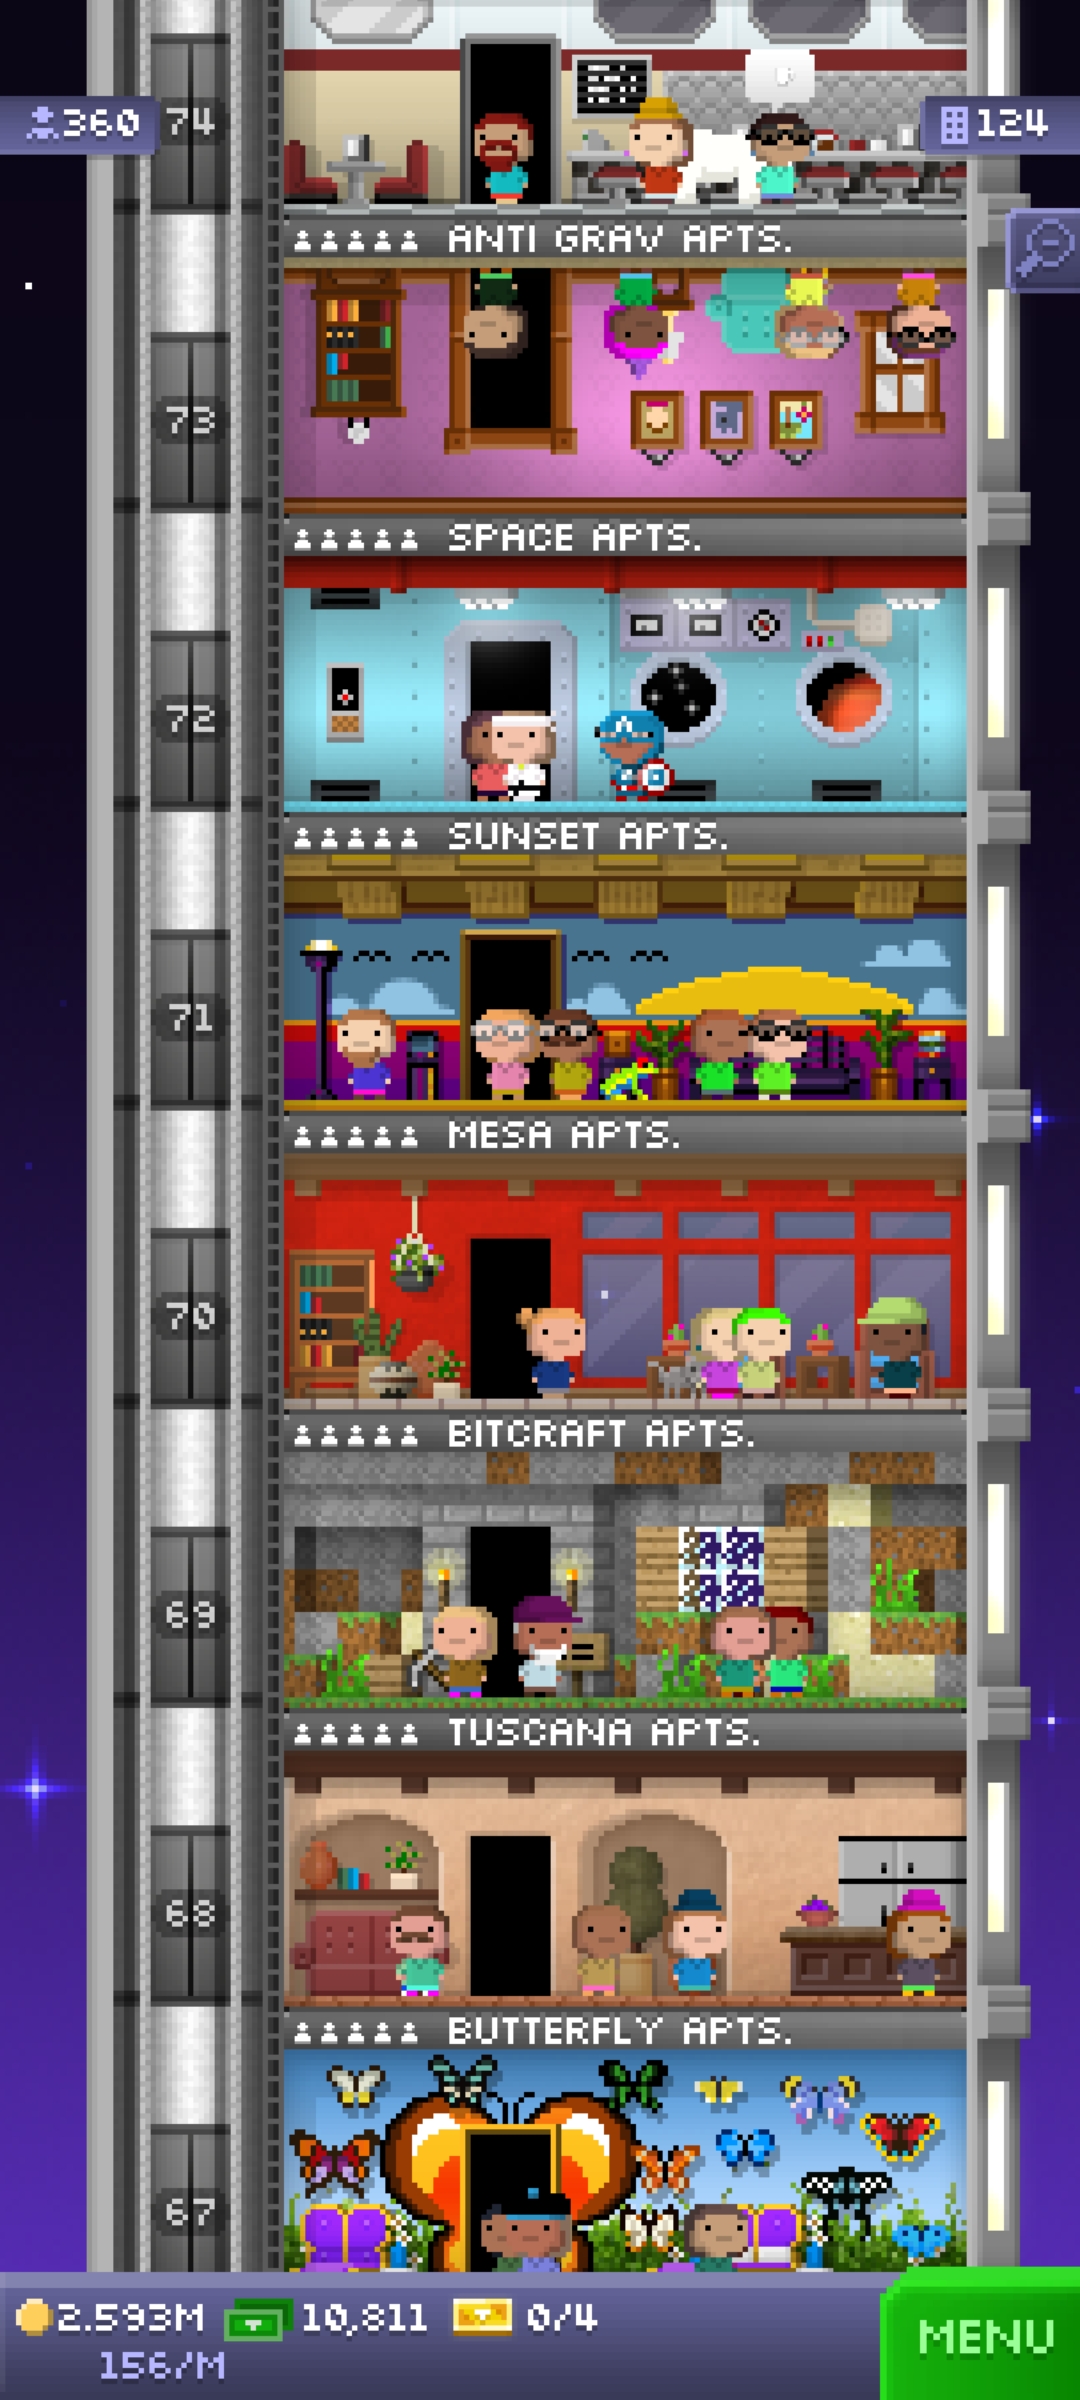 360
74
124
ANTI GRAV APTS.
73
SPACE APTS.
72
SUNSET APTS.
71
MESA APTS.
70
BITCRAFT APTS.
69
TUSCANA APTS.
68
BUTTERFLY APTS.
67
2.593M 10,811 0/4
156/M
MENU